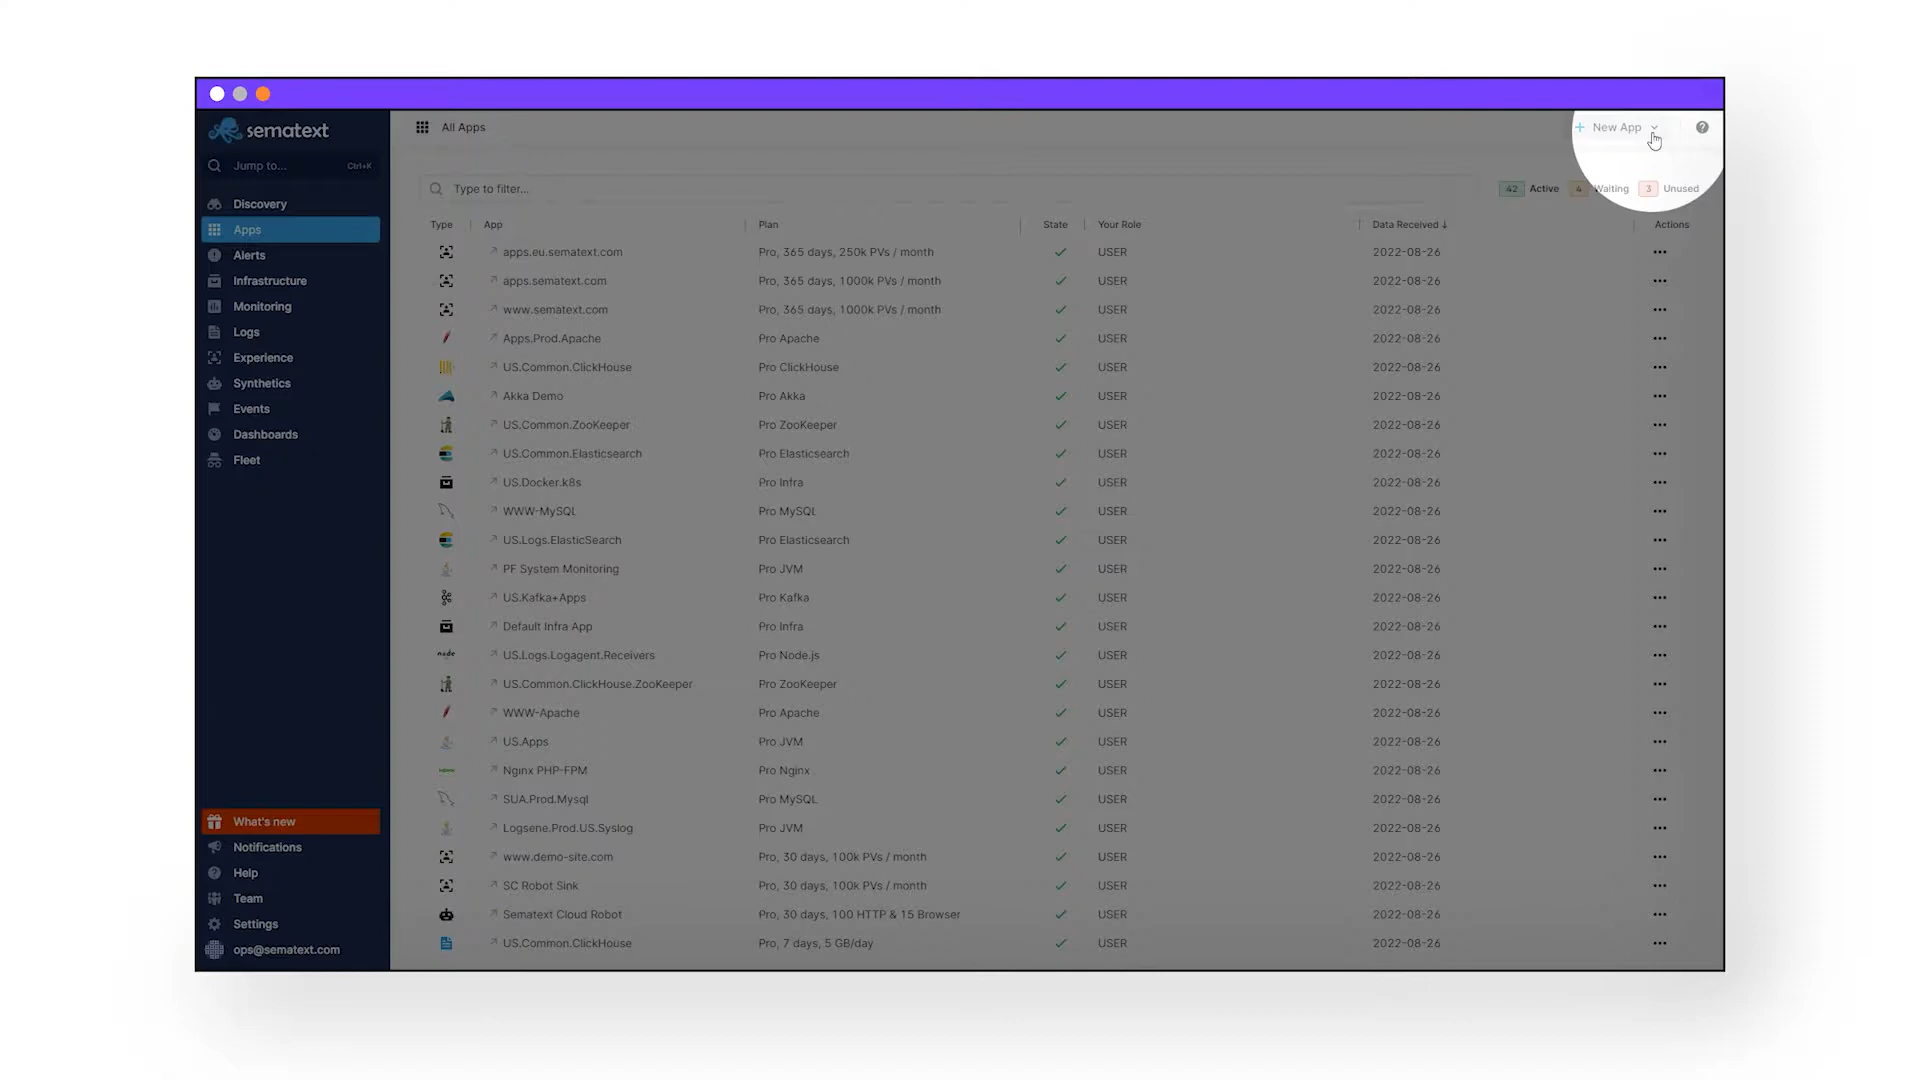 sematext
Jump to... Ctrl+K
Discovery
Apps
Alerts
Infrastructure
Monitoring
Logs
Experience
Synthetics
Events
Dashboards
Fleet
What's new
Notifications
Help
Team
Settings
ops@sematext.com
All Apps
+ New App
Type to filter...
42 Active 4 Waiting 3 Unused
Type App Plan State Your Role Data Received ↓ Actions
apps.eu.sematext.com Pro, 365 days, 250k PVs / month USER 2022-08-26
apps.sematext.com Pro, 365 days, 1000k PVs / month USER 2022-08-26
www.sematext.com Pro, 365 days, 1000k PVs / month USER 2022-08-26
Apps.Prod.Apache Pro Apache USER 2022-08-26
US.Common.ClickHouse Pro ClickHouse USER 2022-08-26
Akka Demo Pro Akka USER 2022-08-26
US.Common.ZooKeeper Pro ZooKeeper USER 2022-08-26
US.Common.Elasticsearch Pro Elasticsearch USER 2022-08-26
US.Docker.k8s Pro Infra USER 2022-08-26
WWW-MySQL Pro MySQL USER 2022-08-26
US.Logs.ElasticSearch Pro Elasticsearch USER 2022-08-26
PF System Monitoring Pro JVM USER 2022-08-26
US.Kafka+Apps Pro Kafka USER 2022-08-26
Default Infra App Pro Infra USER 2022-08-26
node US.Logs.Logagent.Receivers Pro Node.js USER 2022-08-26
US.Common.ClickHouse.ZooKeeper Pro ZooKeeper USER 2022-08-26
WWW-Apache Pro Apache USER 2022-08-26
US.Apps Pro JVM USER 2022-08-26
Nginx PHP-FPM Pro Nginx USER 2022-08-26
SUA.Prod.Mysql Pro MySQL USER 2022-08-26
Logsene.Prod.US.Syslog Pro JVM USER 2022-08-26
www.demo-site.com Pro, 30 days, 100k PVs / month USER 2022-08-26
SC Robot Sink Pro, 30 days, 100k PVs / month USER 2022-08-26
Sematext Cloud Robot Pro, 30 days, 100 HTTP & 15 Browser USER 2022-08-26
US.Common.ClickHouse Pro, 7 days, 5 GB/day USER 2022-08-26